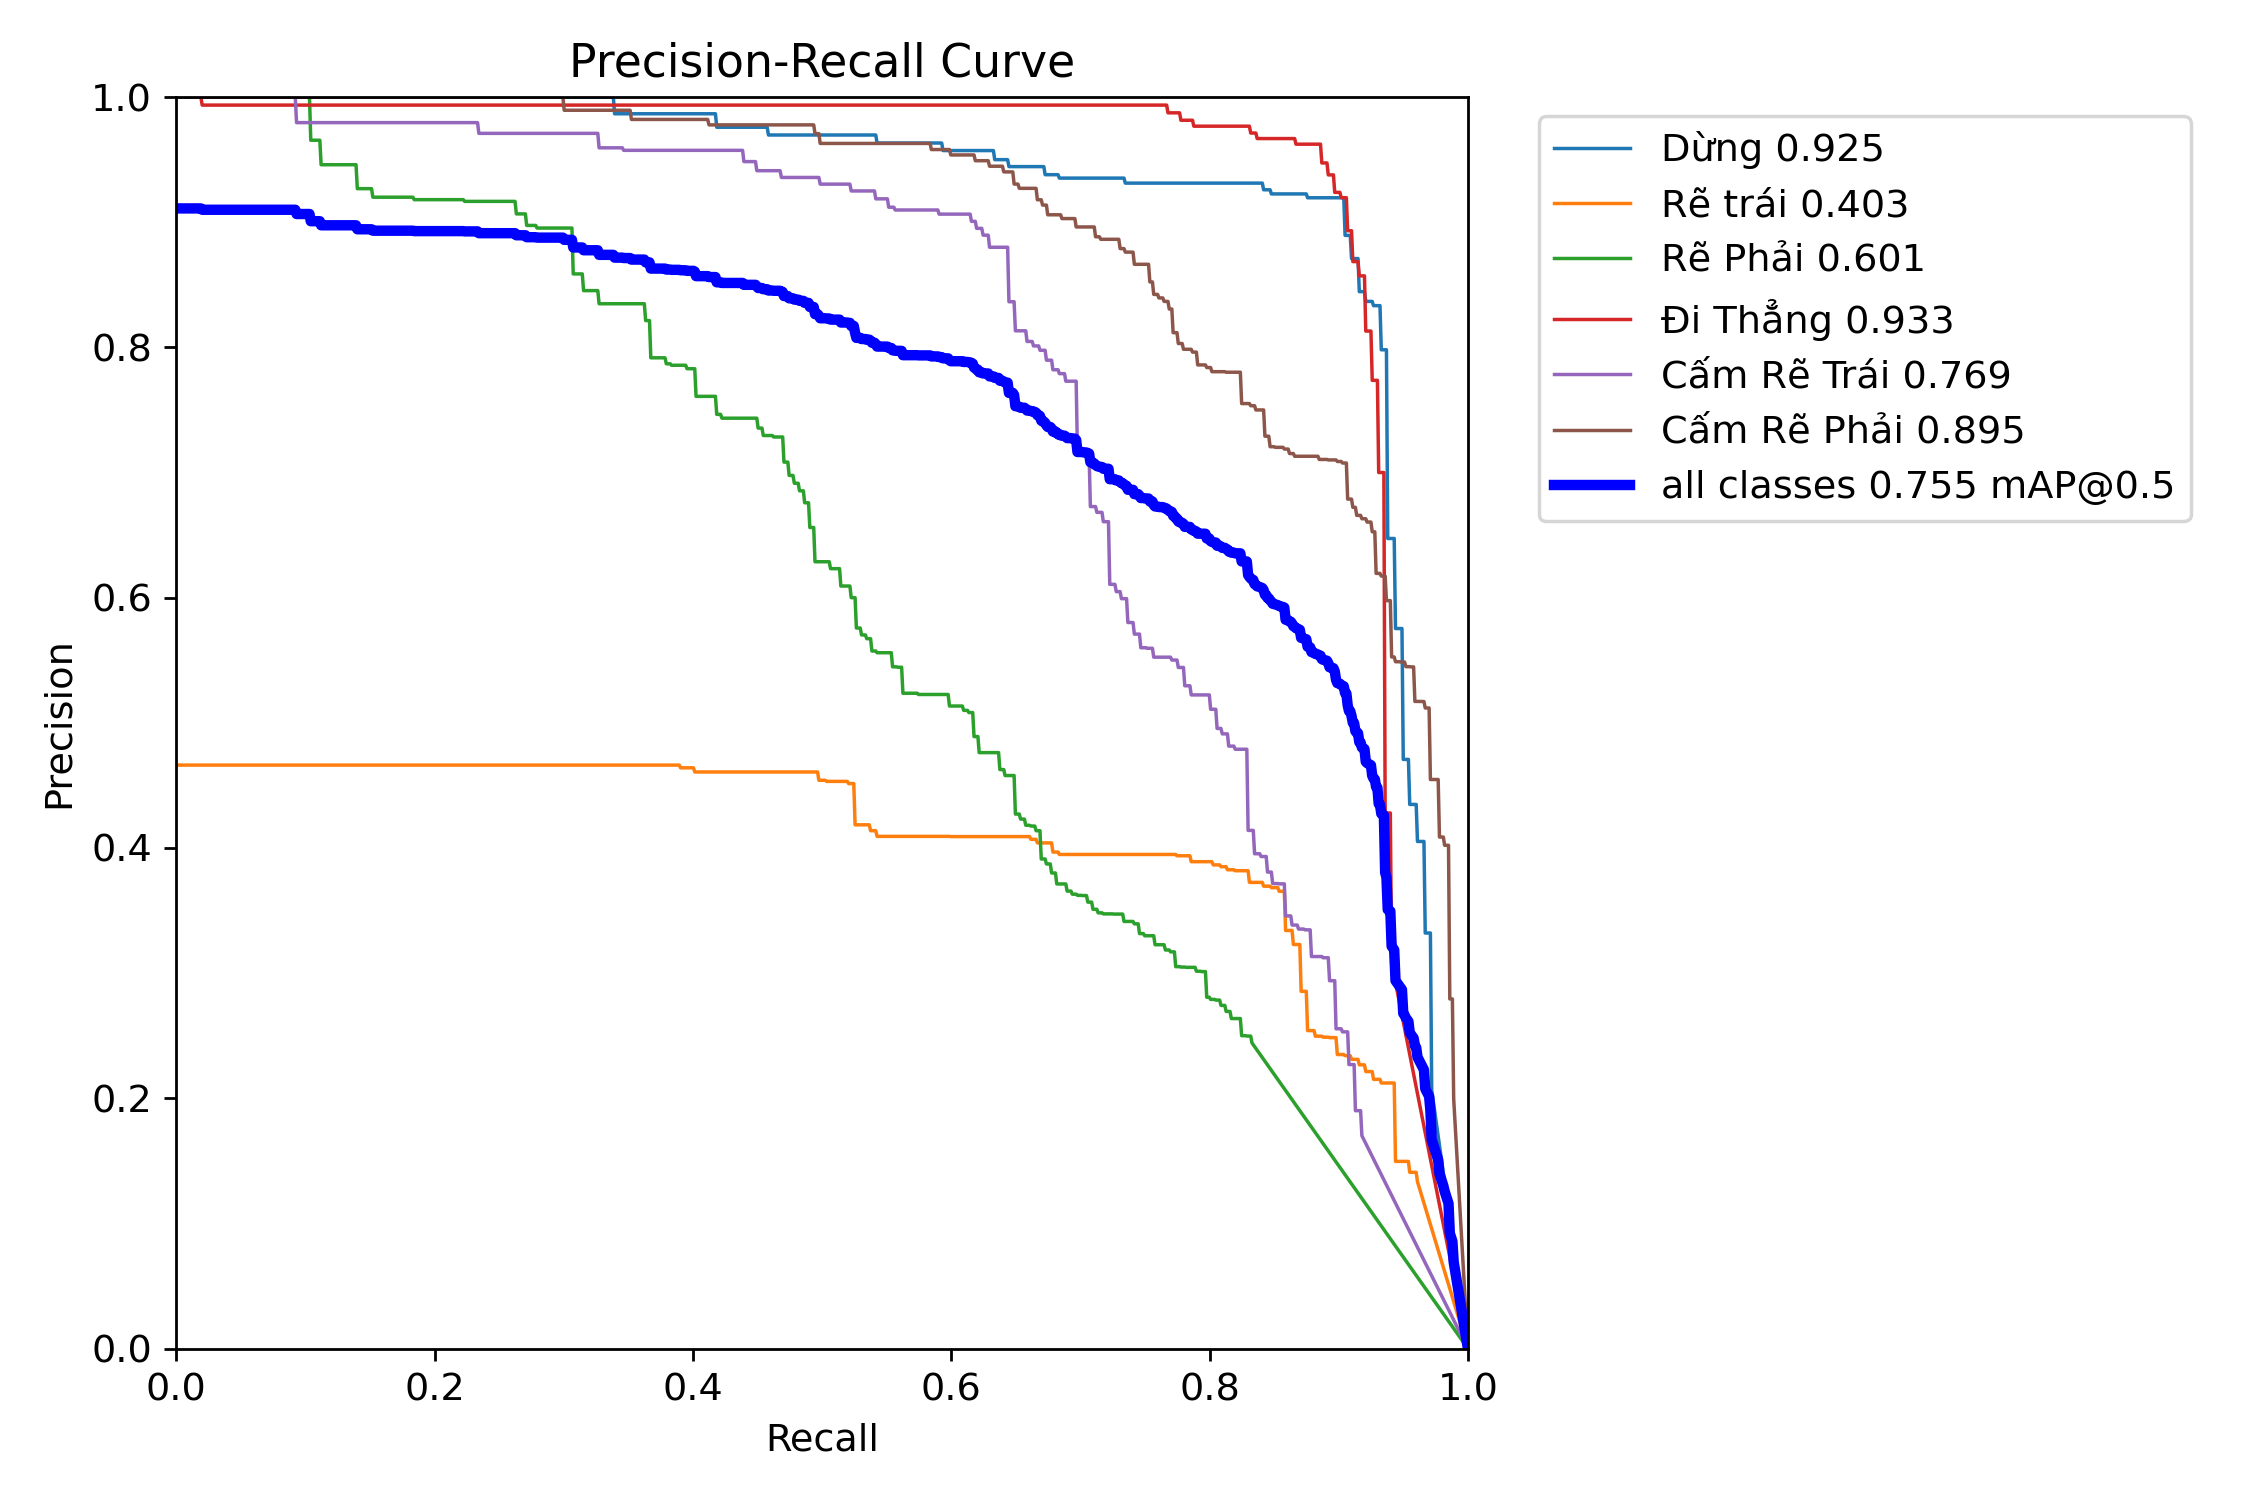 Precision-Recall Curve
1.0
0.8
0.6
0.4
0.2
0.0
Precision
0.0 0.2 0.4 0.6 0.8 1.0
Recall
Dừng 0.925
Rẽ trái 0.403
Rẽ Phải 0.601
Đi Thẳng 0.933
Cấm Rẽ Trái 0.769
Cấm Rẽ Phải 0.895
all classes 0.755 mAP@0.5